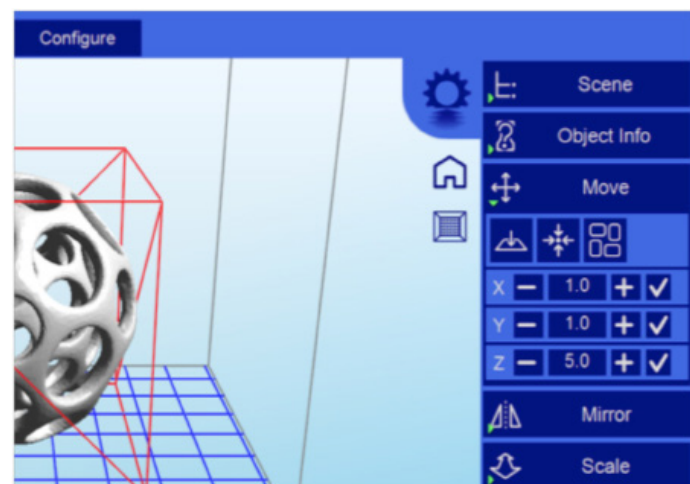 Configure
Scene
Object Info
Move
X 1.0
Y 1.0
Z 5.0
Mirror
Scale